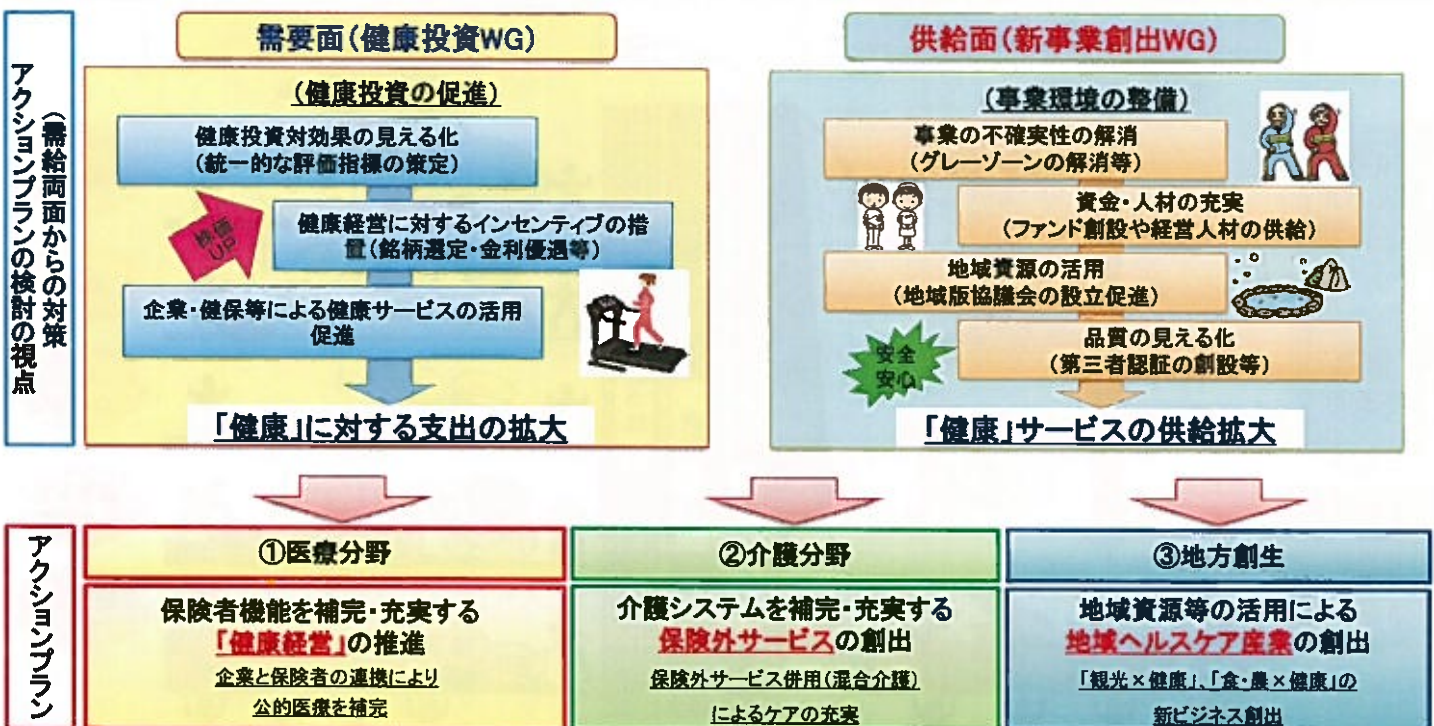 (需給両面からの対策
アクションプランの検討の視点
需要面(健康投資WG)
(健康投資の促進)
健康投資対効果の見える化
(統一的な評価指標の策定)
株価
UP
健康経営に対するインセンティブの措
置(銘柄選定・金利優遇等)
企業・健保等による健康サービスの活用
促進
「健康」に対する支出の拡大
供給面(新事業創出WG)
(事業環境の整備)
事業の不確実性の解消
(グレーゾーンの解消等)
資金・人材の充実
(ファンド創設や経営人材の供給)
地域資源の活用
(地域版協議会の設立促進)
品質の見える化
(第三者認証の創設等)
安全
安心
「健康」サービスの供給拡大
アクションプラン
①医療分野
保険者機能を補完・充実する
「健康経営」の推進
企業と保険者の連携により
公的医療を補完
②介護分野
介護システムを補完・充実する
保険外サービスの創出
保険外サービス併用(混合介護)
によるケアの充実
③地方創生
地域資源等の活用による
地域ヘルスケア産業の創出
「観光×健康」、「食・農×健康」の
新ビジネス創出